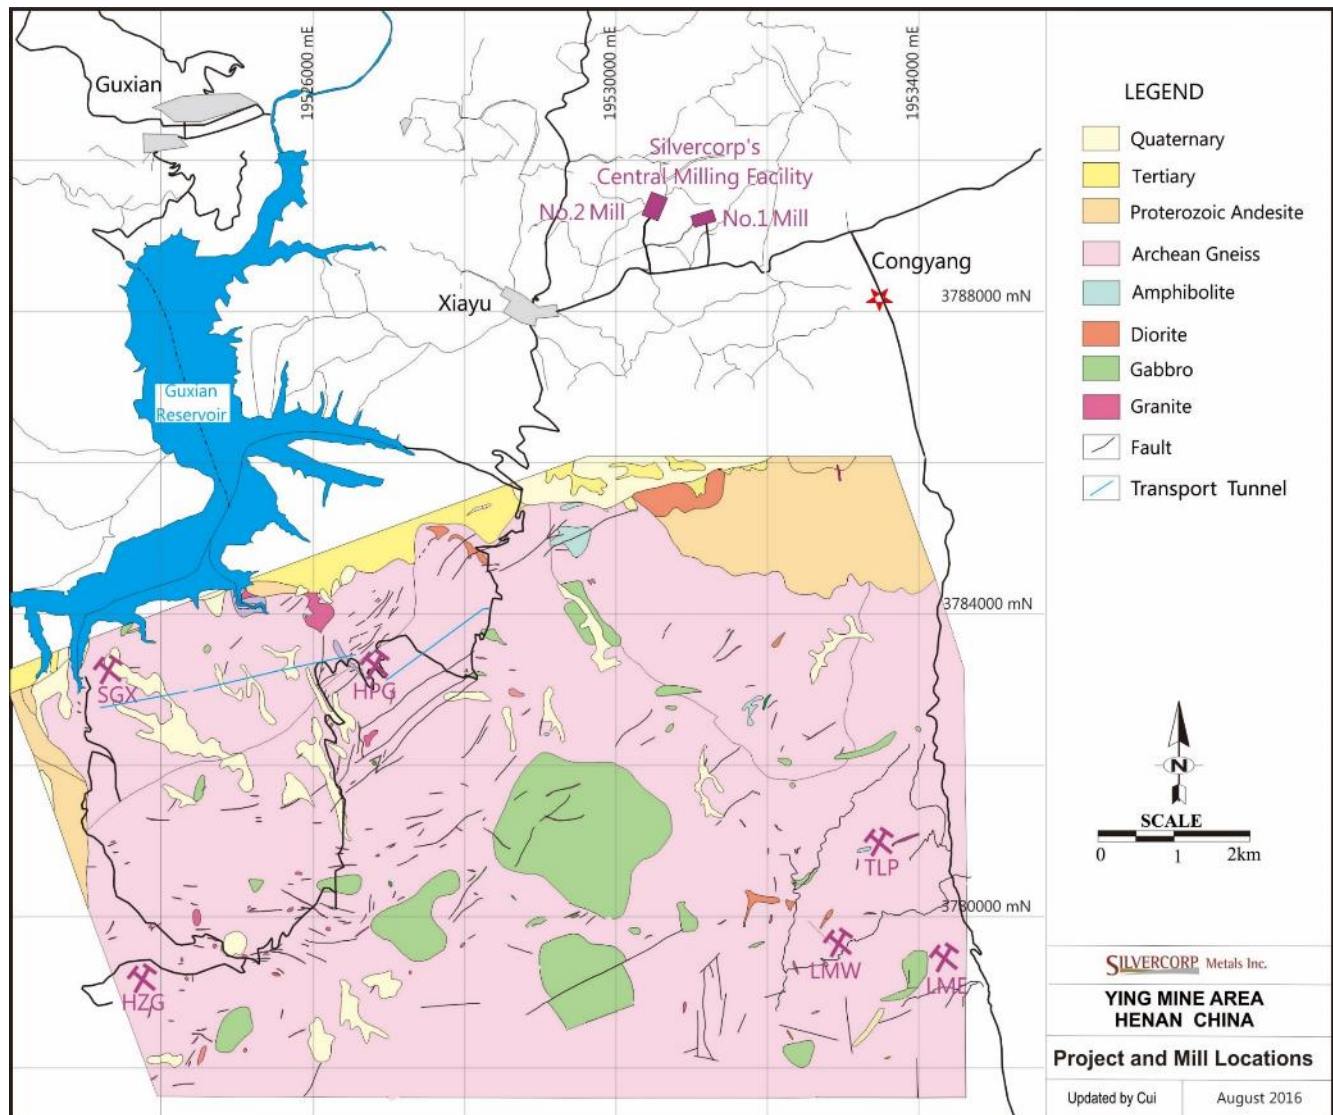 19526000 mE
19530000 mE
19534000 mE
Guxian
Silvercorp's
Central Milling Facility
No.2 Mill
No.1 Mill
Congyang
Xiayu
3788000 mN
Guxian
Reservoir
3784000 mN
SGX
HPG
TLP
3780000 mN
LMW
LME
HZG
LEGEND
Quaternary
Tertiary
Proterozoic Andesite
Archean Gneiss
Amphibolite
Diorite
Gabbro
Granite
Fault
Transport Tunnel
N
SCALE
0 1 2km
SILVERCORP Metals Inc.
YING MINE AREA
HENAN CHINA
Project and Mill Locations
Updated by Cui
August 2016